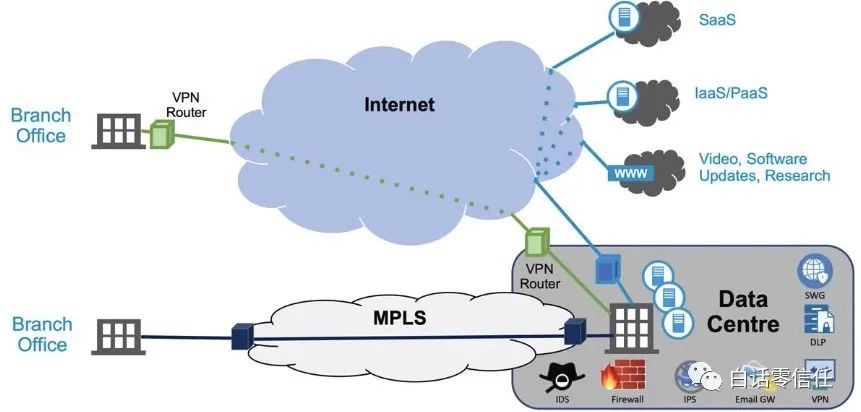 SaaS
IaaS/PaaS
Video, Software
Updates, Research
WWW
Internet
VPN
Router
Branch
Office
VPN
Router
Data
Centre
SWG
DLP
MPLS
Branch
Office
IDS
Firewall
IPS
Email GW
VPN
白话零信任